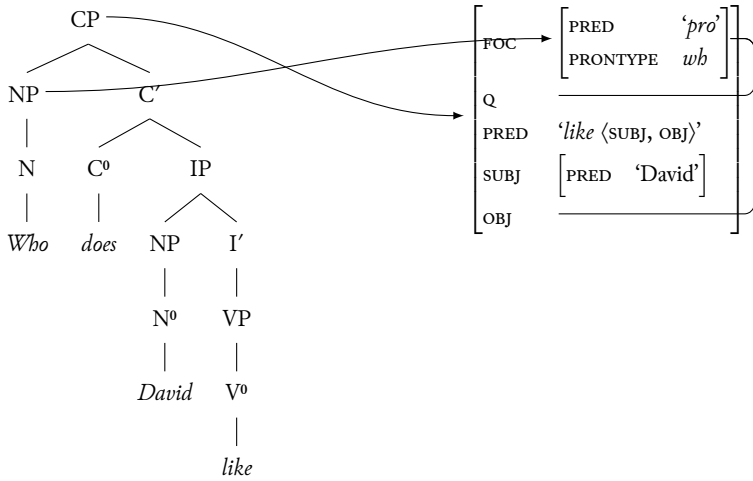 CP
NP C′
N C⁰ IP
Who does NP I′
N⁰ VP
David V⁰
like
FOC PRED ‘pro’
PRONTYPE wh
Q
PRED ‘like ⟨SUBJ, OBJ⟩’
SUBJ PRED ‘David’
OBJ